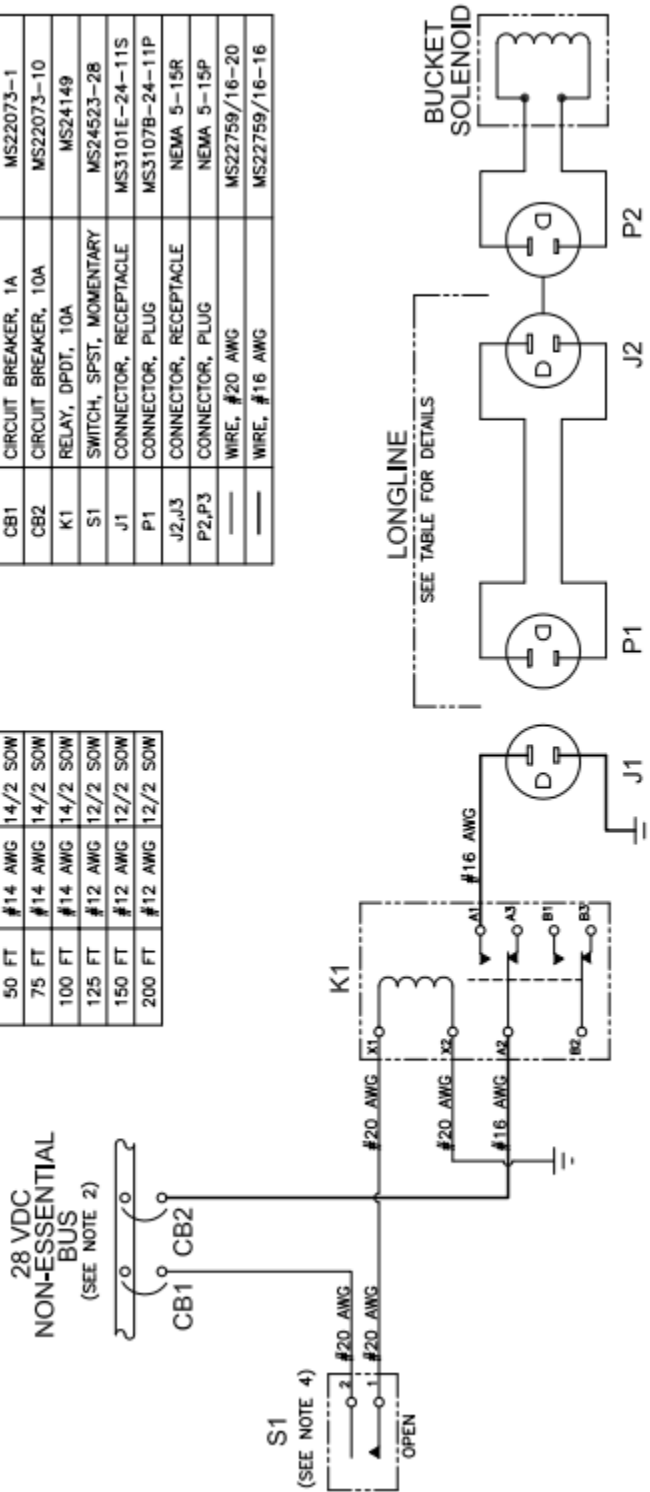 CB1 CIRCUIT BREAKER, 1A MS22073-1
CB2 CIRCUIT BREAKER, 10A MS22073-10
K1 RELAY, DPDT, 10A MS24149
S1 SWITCH, SPST, MOMENTARY MS24523-28
J1 CONNECTOR, RECEPTACLE MS3101E-24-11S
P1 CONNECTOR, PLUG MS3107B-24-11P
J2,J3 CONNECTOR, RECEPTACLE NEMA 5-15R
P2,P3 CONNECTOR, PLUG NEMA 5-15P
WIRE, #20 AWG MS22759/16-20
WIRE, #16 AWG MS22759/16-16
50 FT #14 AWG 14/2 SOW
75 FT #14 AWG 14/2 SOW
100 FT #14 AWG 14/2 SOW
125 FT #12 AWG 12/2 SOW
150 FT #12 AWG 12/2 SOW
200 FT #12 AWG 12/2 SOW
28 VDC
NON-ESSENTIAL
BUS
(SEE NOTE 2)
CB1
CB2
S1
(SEE NOTE 4)
2
1
OPEN
#20 AWG
#20 AWG
#20 AWG
#20 AWG
#16 AWG
K1
X1
X2
A2
B2
A1
A3
B1
B3
#16 AWG
J1
LONGLINE
SEE TABLE FOR DETAILS
P1
J2
P2
BUCKET
SOLENOID